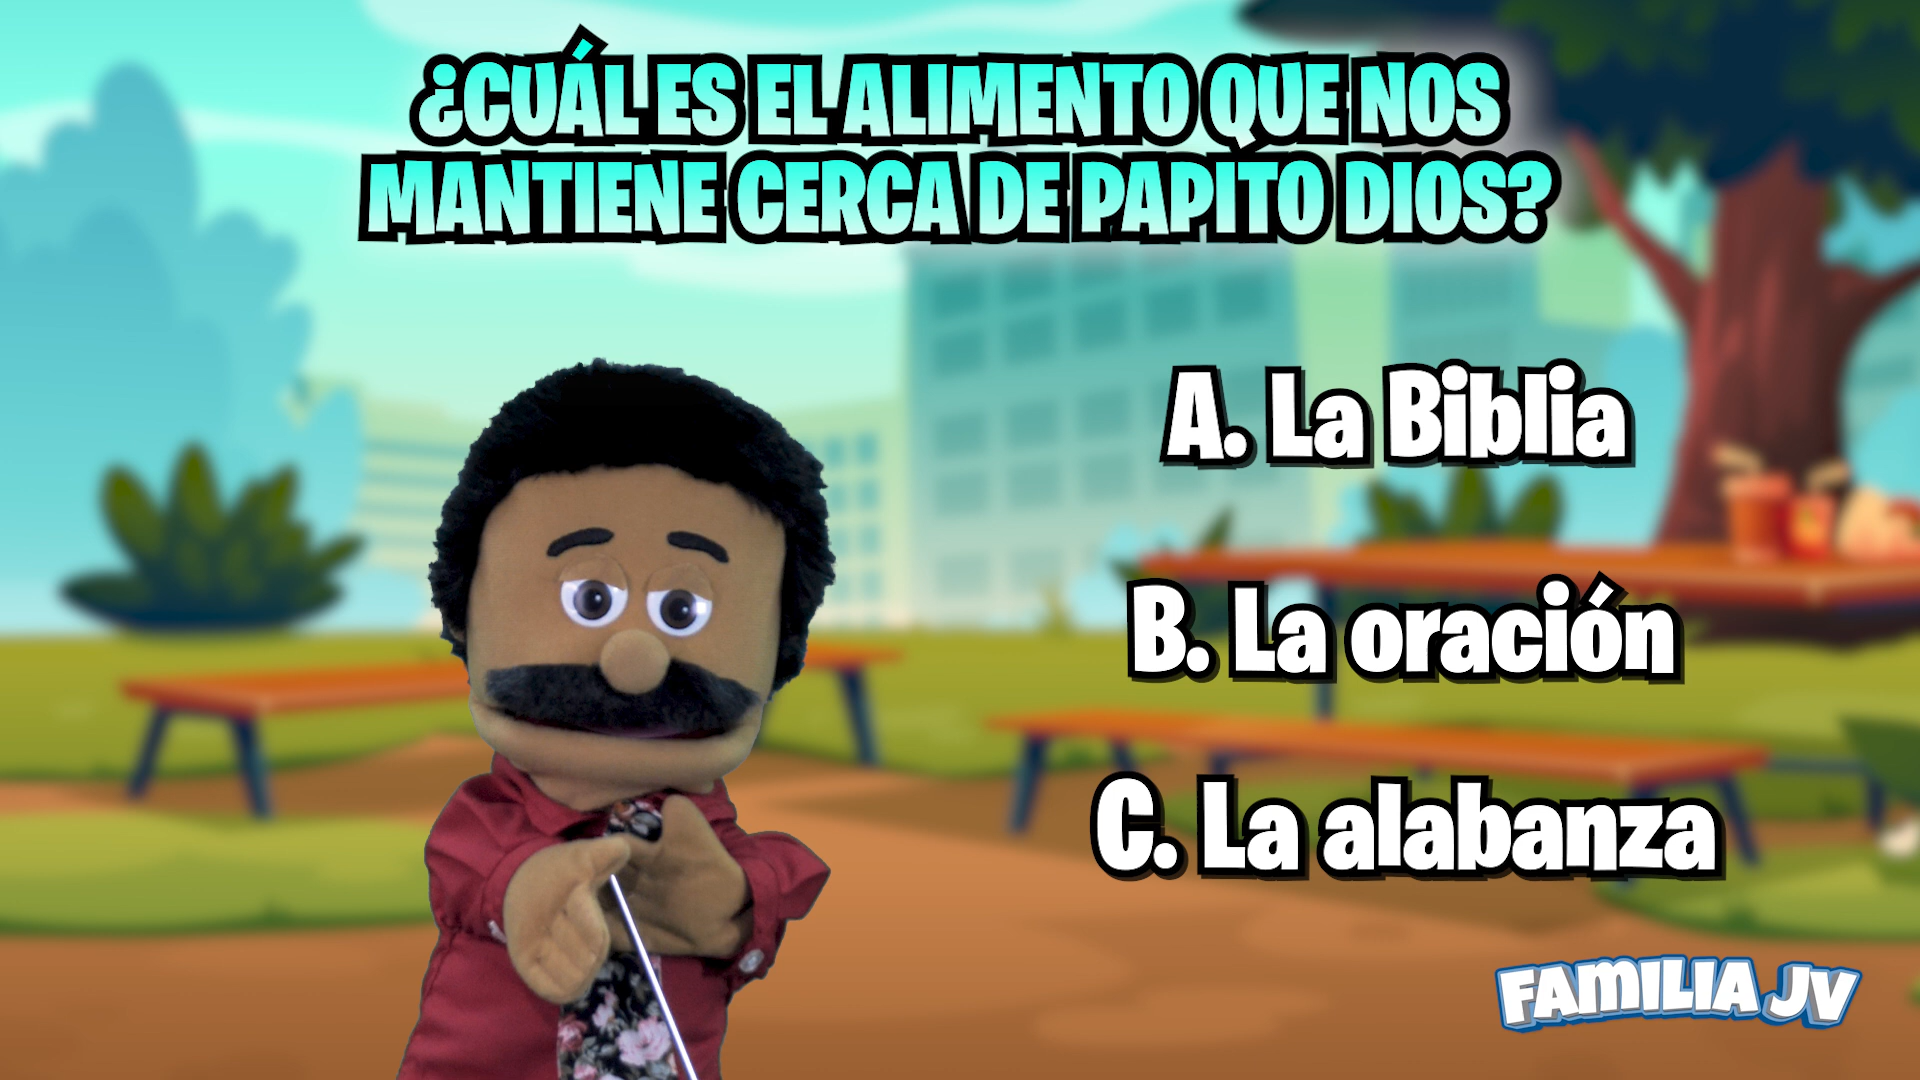 ¿CUÁL ES EL ALIMENTO QUE NOS
MANTIENE CERCA DE PAPITO DIOS?
A. La Biblia
B. La oración
C. La alabanza
FAMILIA JV